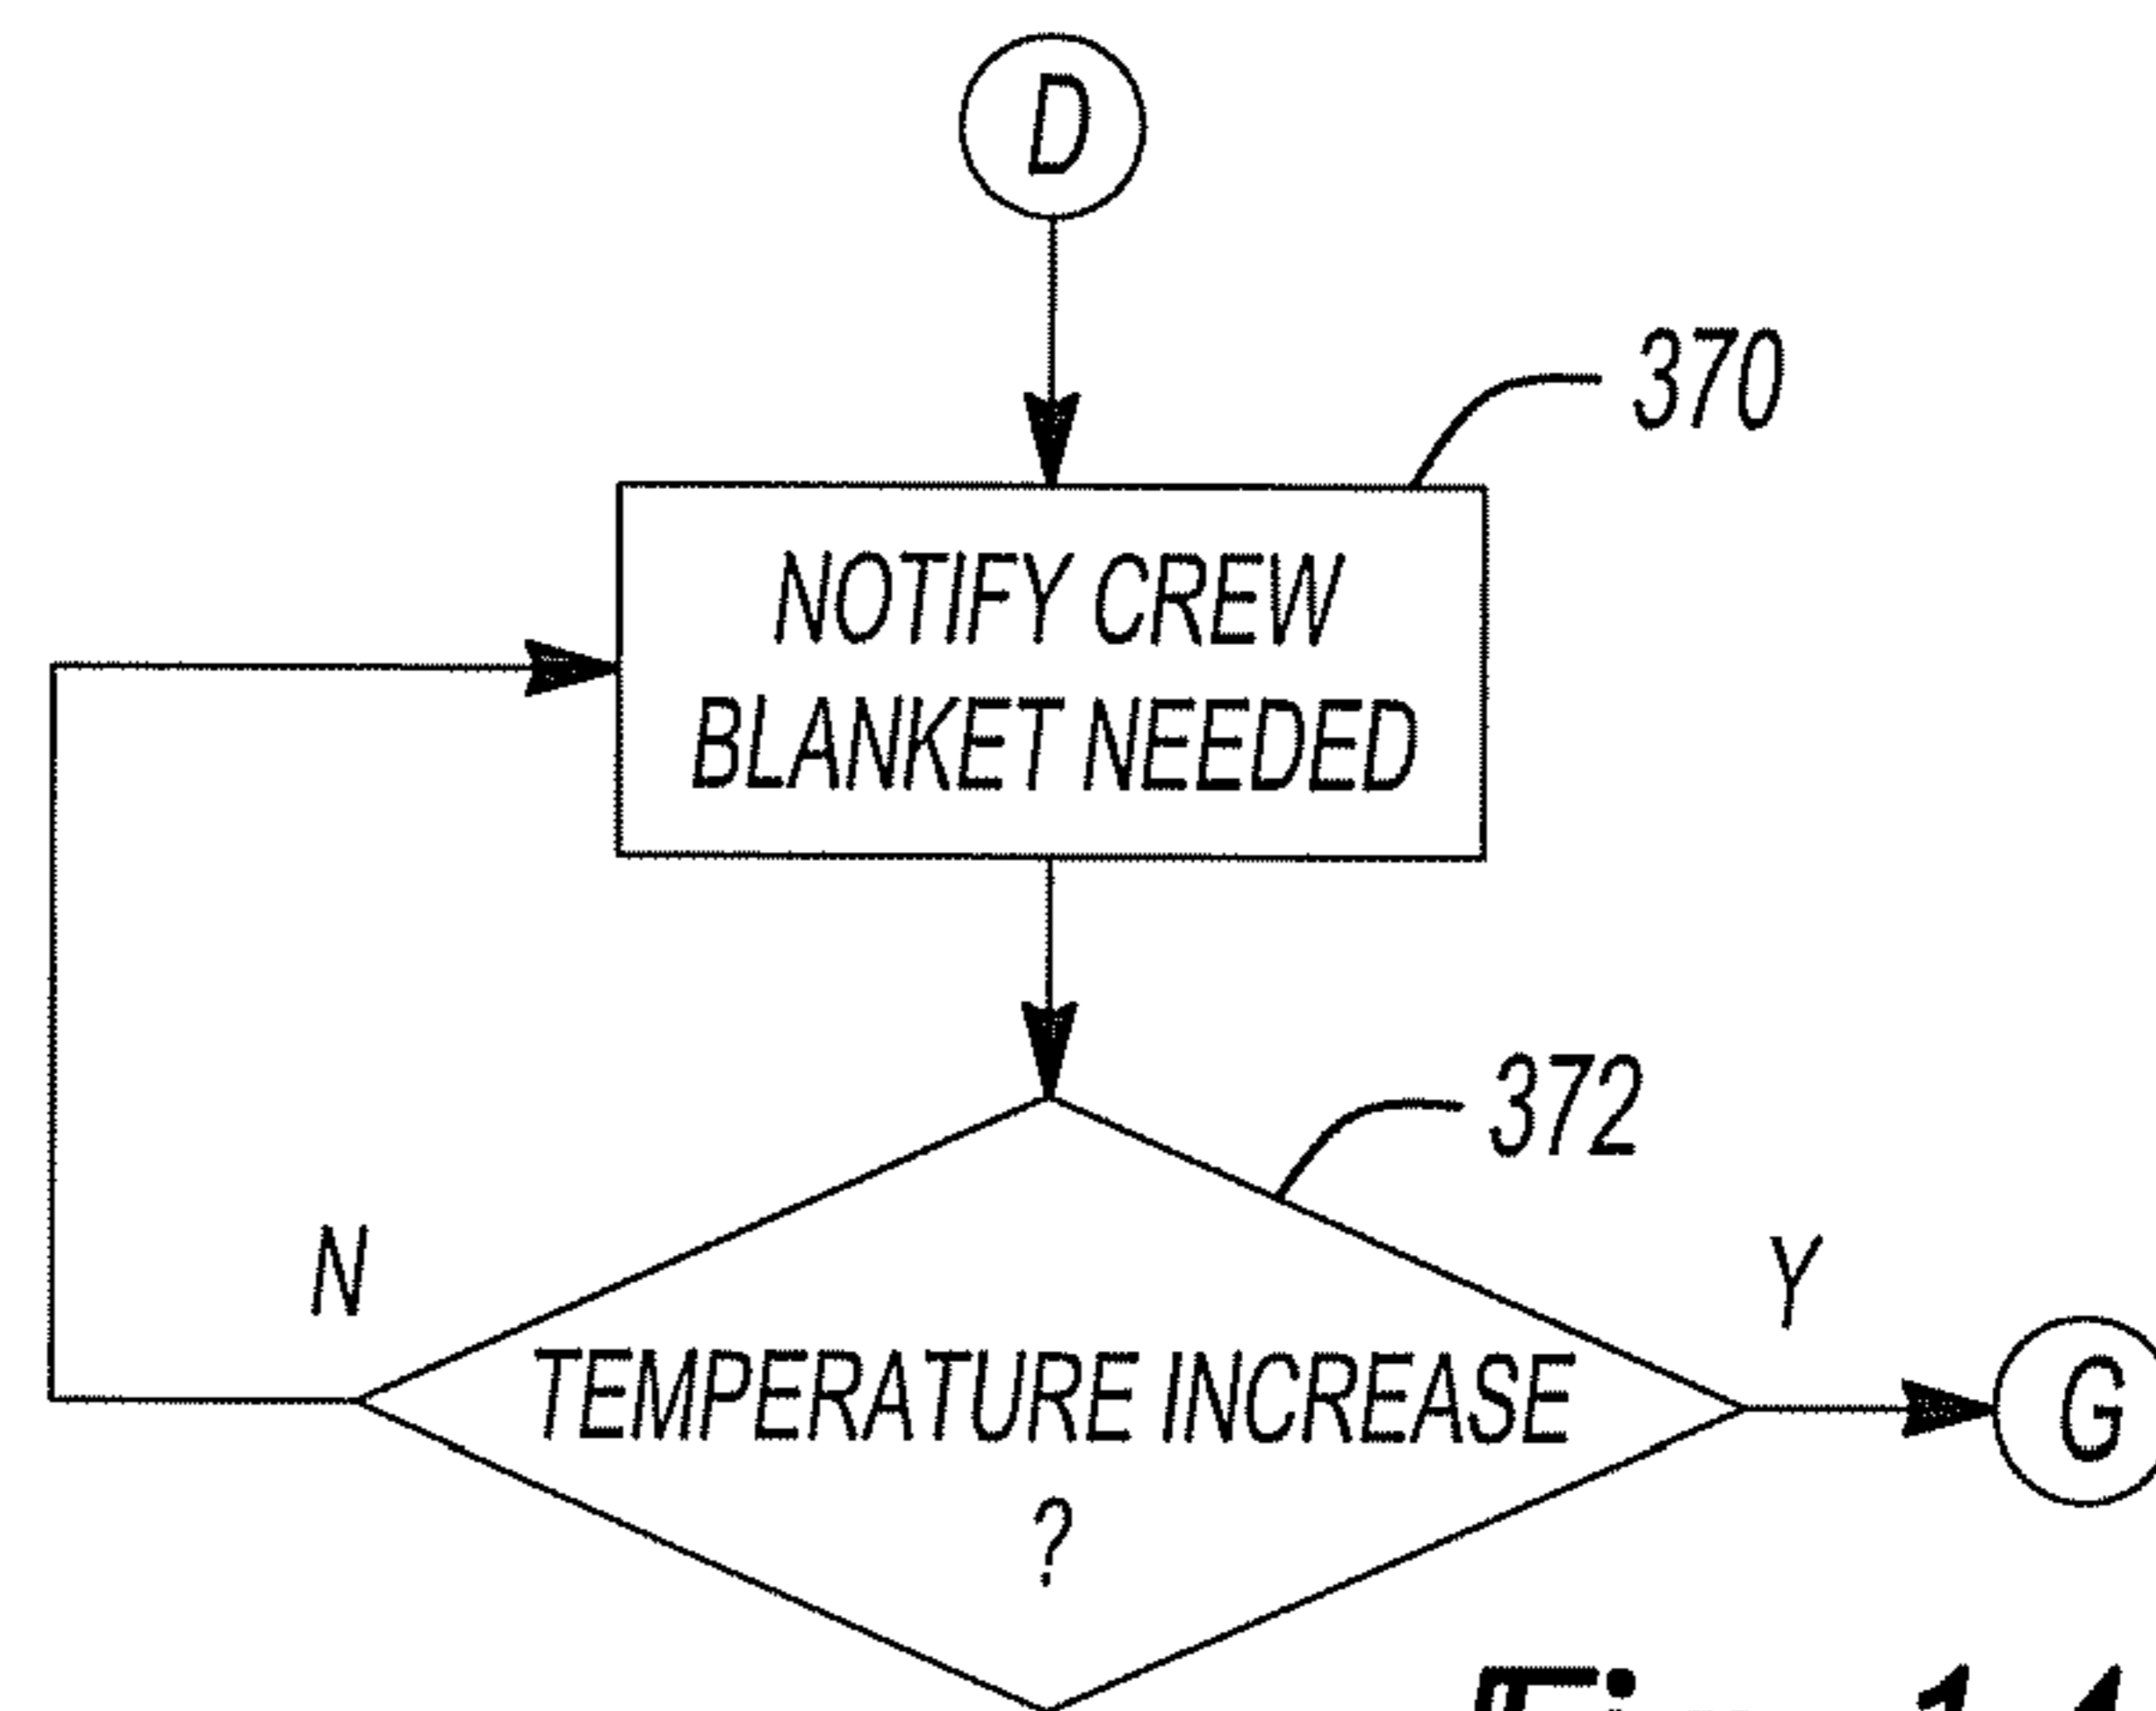 D
370
NOTIFY CREW
BLANKET NEEDED
372
N
Y
TEMPERATURE INCREASE
?
G